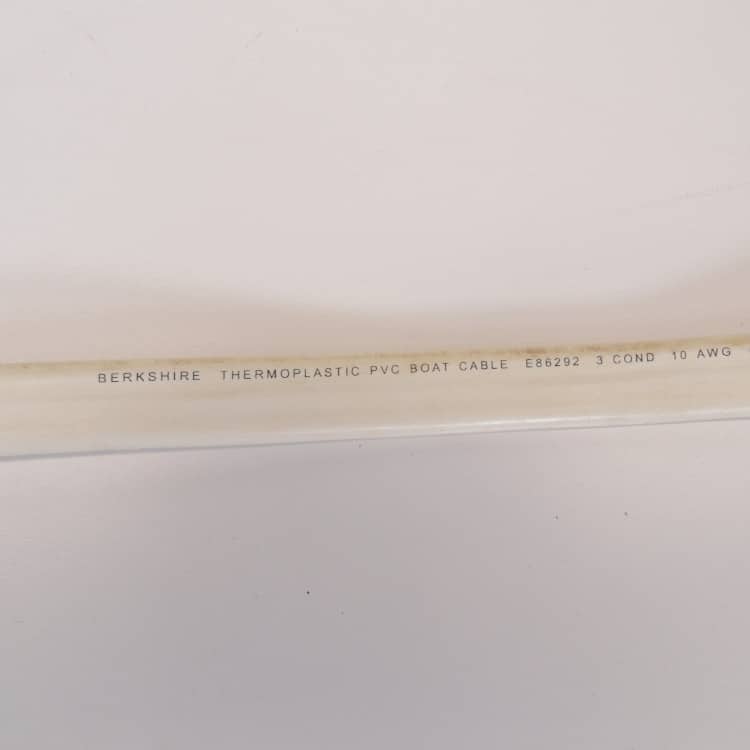 BERKSHIRE THERMOPLASTIC PVC BOAT CABLE E86292 3 COND 10 AWG